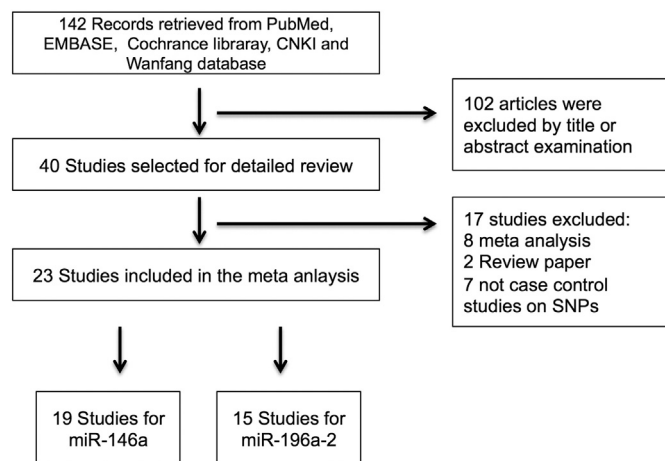 142 Records retrieved from PubMed,
EMBASE, Cochrance libraray, CNKI and
Wanfang database
102 articles were
excluded by title or
abstract examination
40 Studies selected for detailed review
17 studies excluded:
8 meta analysis
2 Review paper
7 not case control
studies on SNPs
23 Studies included in the meta anlaysis
19 Studies for
miR-146a
15 Studies for
miR-196a-2